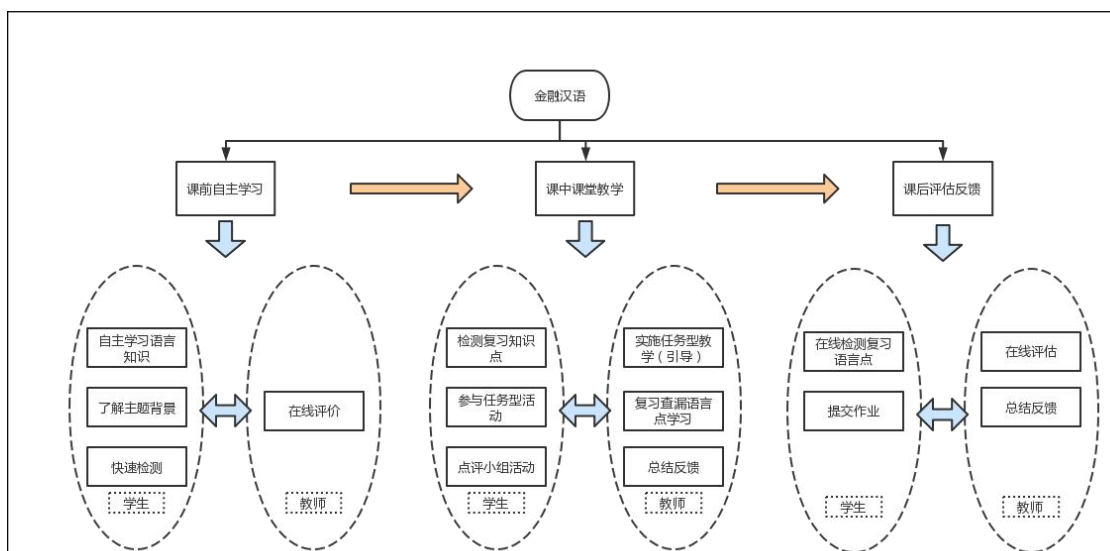 金融汉语
课前自主学习
课中课堂教学
课后评估反馈
自主学习语言
知识
了解主题背景
快速检测
学生
在线评价
教师
检测复习知识
点
参与任务型活
动
点评小组活动
学生
实施任务型教
学（引导）
复习查漏语言
点学习
总结反馈
教师
在线检测复习
语言点
提交作业
学生
在线评估
总结反馈
教师